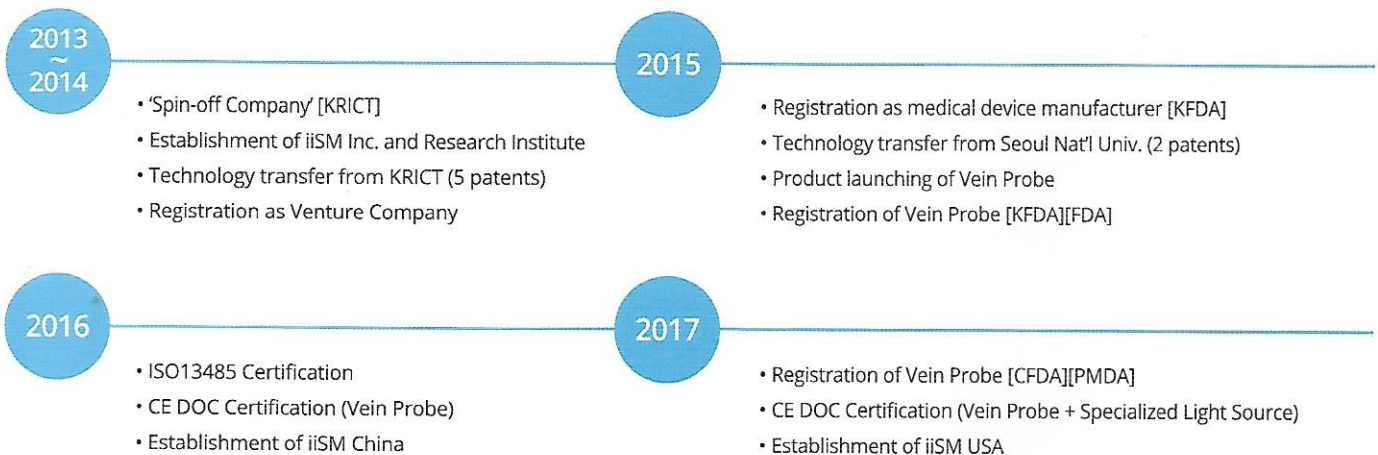 2013
~
2014
• 'Spin-off Company' [KRICT]
• Establishment of iiSM Inc. and Research Institute
• Technology transfer from KRICT (5 patents)
• Registration as Venture Company
2015
• Registration as medical device manufacturer [KFDA]
• Technology transfer from Seoul Nat'l Univ. (2 patents)
• Product launching of Vein Probe
• Registration of Vein Probe [KFDA][FDA]
2016
• ISO13485 Certification
• CE DOC Certification (Vein Probe)
• Establishment of iiSM China
2017
• Registration of Vein Probe [CFDA][PMDA]
• CE DOC Certification (Vein Probe + Specialized Light Source)
• Establishment of iiSM USA